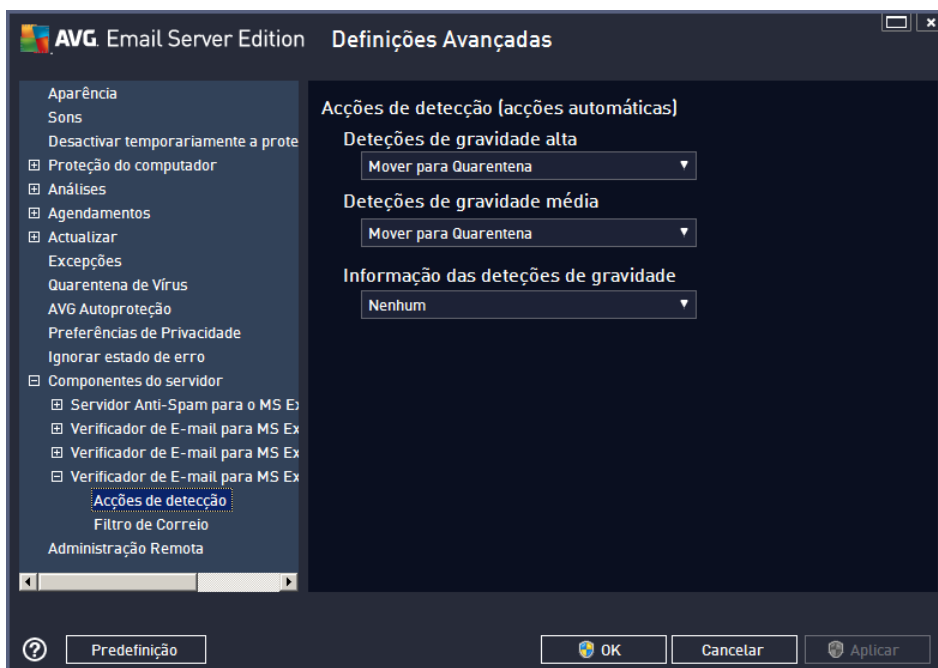 AVG. Email Server Edition Definições Avançadas
Aparência
Sons
Desactivar temporariamente a prote
Proteção do computador
Análises
Agendamentos
Actualizar
Excepções
Quarentena de Vírus
AVG Autoproteção
Preferências de Privacidade
Ignorar estado de erro
Componentes do servidor
Servidor Anti-Spam para o MS Ex
Verificador de E-mail para MS Ex
Verificador de E-mail para MS Ex
Verificador de E-mail para MS Ex
Acções de detecção
Filtro de Correio
Administração Remota
Acções de detecção (acções automáticas)
Deteções de gravidade alta
Mover para Quarentena
Deteções de gravidade média
Mover para Quarentena
Informação das deteções de gravidade
Nenhum
Predefinição
OK
Cancelar
Aplicar